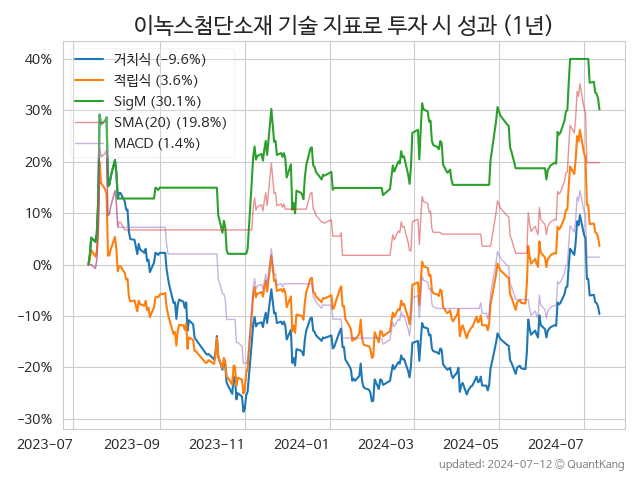 이녹스첨단소재 기술 지표로 투자 시 성과 (1년)
거치식 (−9.6%)
적립식 (3.6%)
SigM (30.1%)
SMA(20) (19.8%)
MACD (1.4%)
40%
30%
20%
10%
0%
−10%
−20%
−30%
2023-07 2023-09 2023-11 2024-01 2024-03 2024-05 2024-07
updated: 2024-07-12 © QuantKang